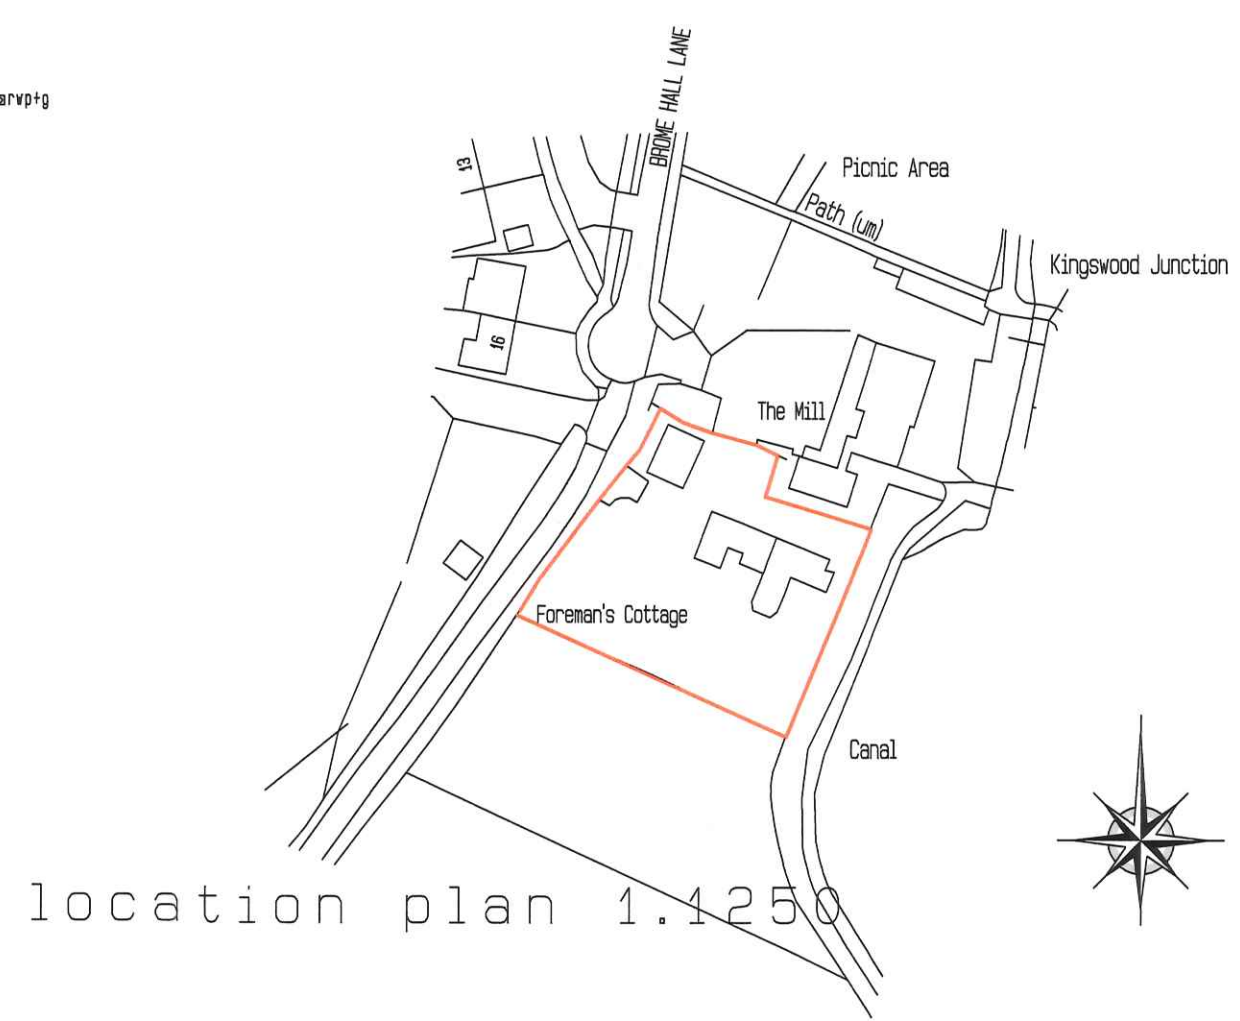 BROME HALL LANE
13
Picnic Area
Path (um)
Kingswood Junction
16
The Mill
Foreman's Cottage
Canal
location plan 1.1250